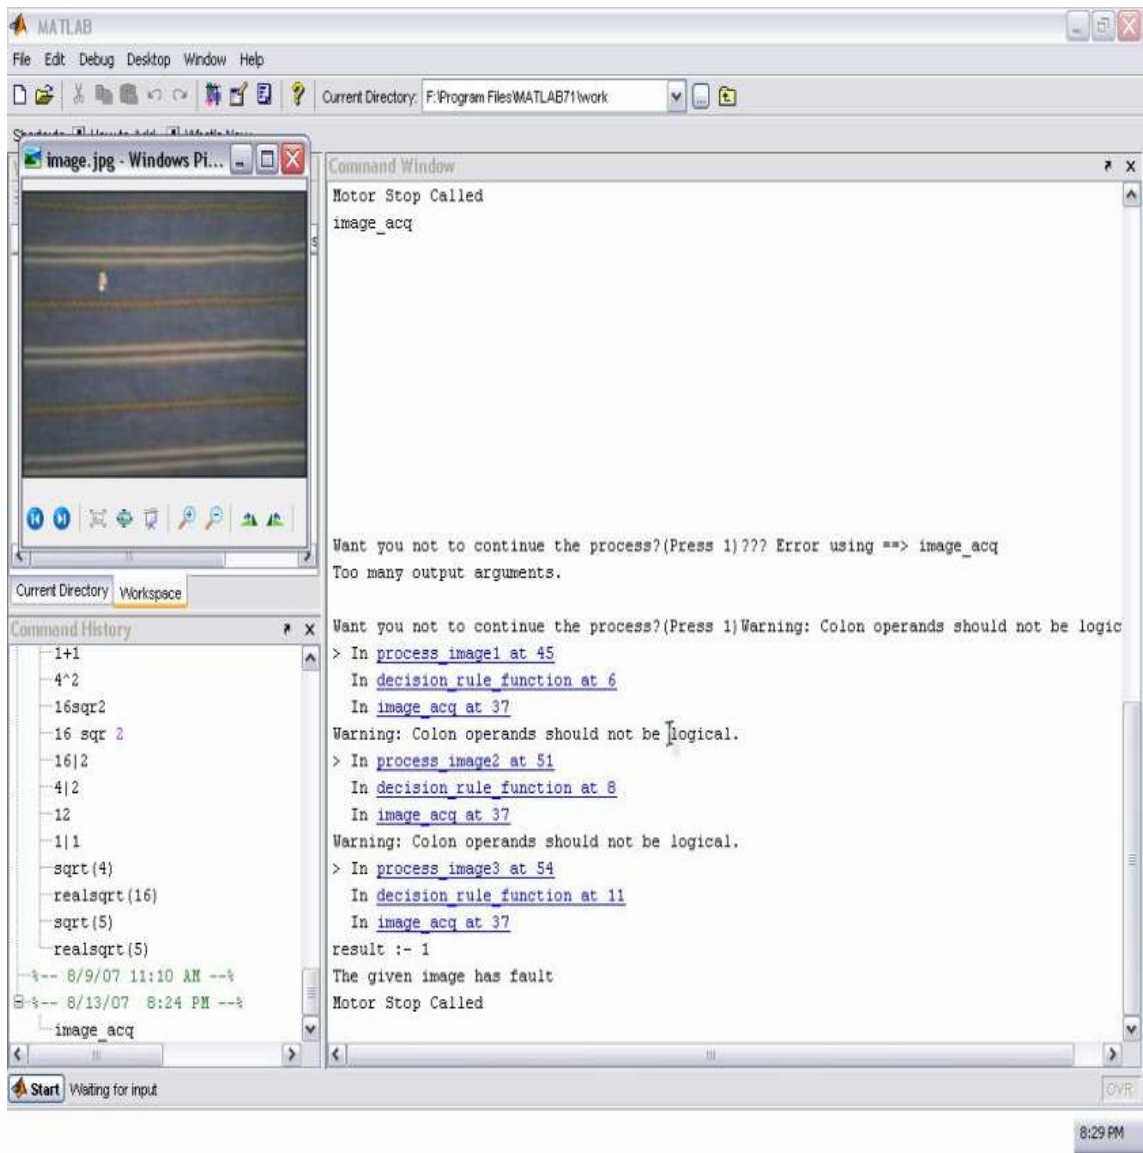 MATLAB
File Edit Debug Desktop Window Help
Current Directory: F:\Program Files\MATLAB71\work
Shortcuts How to Add What's New
image.jpg - Windows Pi...
Current Directory Workspace
Command History
1+1
4^2
16sqr2
16 sqr 2
16|2
4|2
12
1|1
sqrt(4)
realsqrt(16)
sqrt(5)
realsqrt(5)
%-- 8/9/07 11:10 AM --%
%-- 8/13/07 8:24 PM --%
image_acq
Command Window
Motor Stop Called
image_acq
Want you not to continue the process?(Press 1)??? Error using ==> image_acq
Too many output arguments.
Want you not to continue the process?(Press 1)Warning: Colon operands should not be logic
> In process_image1 at 45
In decision_rule_function at 6
In image_acq at 37
Warning: Colon operands should not be logical.
> In process_image2 at 51
In decision_rule_function at 8
In image_acq at 37
Warning: Colon operands should not be logical.
> In process_image3 at 54
In decision_rule_function at 11
In image_acq at 37
result :- 1
The given image has fault
Motor Stop Called
Start Waiting for input
OVR
8:29 PM